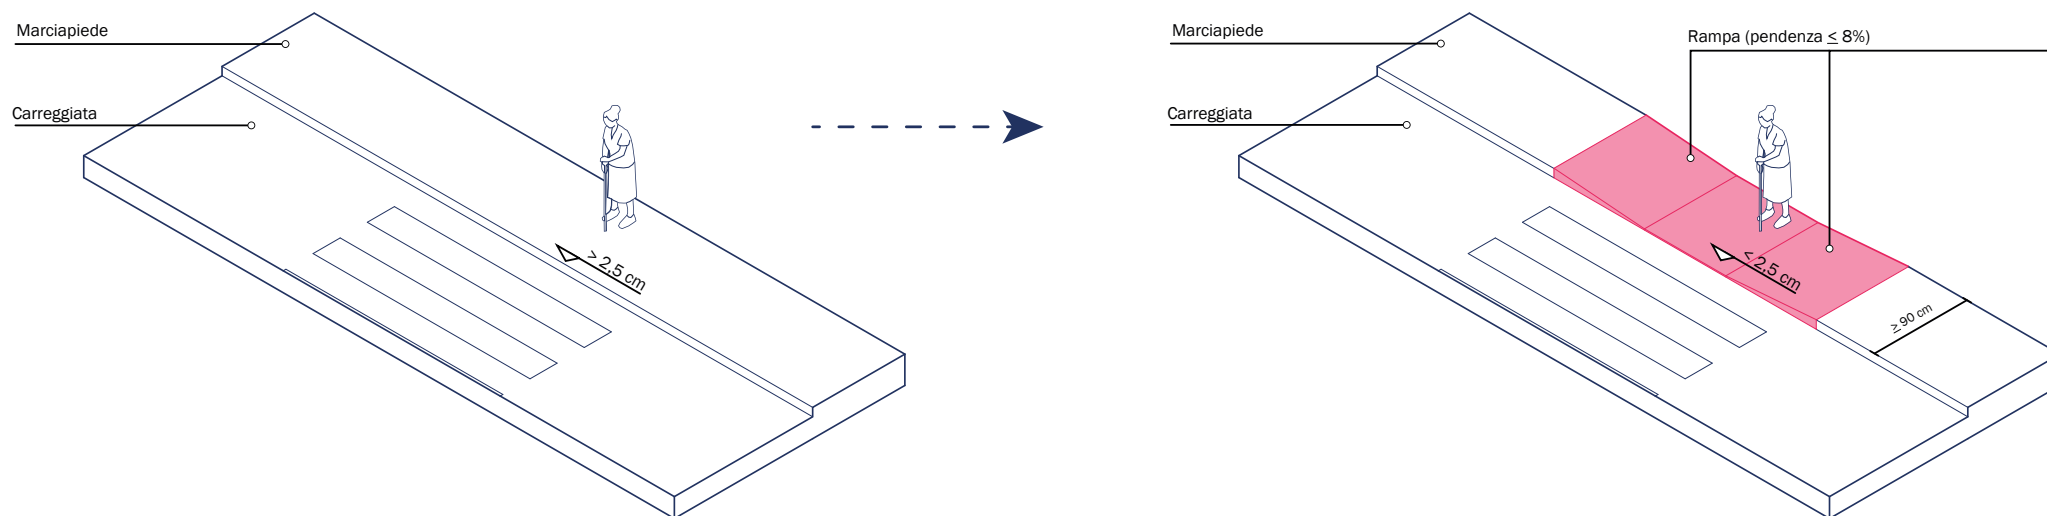 Marciapiede
Carreggiata
> 2,5 cm
Marciapiede
Rampa (pendenza ≤ 8%)
Carreggiata
< 2,5 cm
≥ 90 cm